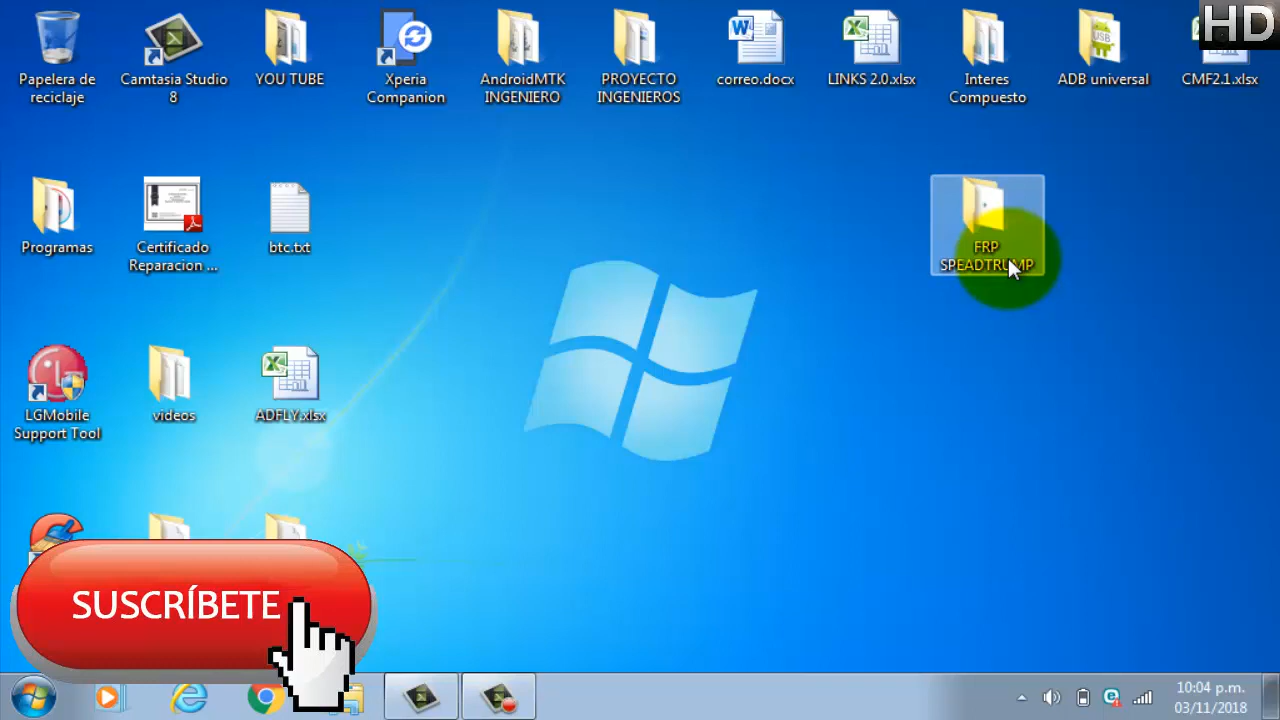 HD
Papelera de
reciclaje
Camtasia Studio
8
YOU TUBE
Xperia
Companion
AndroidMTK
INGENIERO
PROYECTO
INGENIEROS
correo.docx
LINKS 2.0.xlsx
Interes
Compuesto
ADB universal
CMF2.1.xlsx
Programas
Certificado
Reparacion ...
btc.txt
FRP
SPEADTRUMP
LGMobile
Support Tool
videos
ADFLY.xlsx
SUSCRÍBETE
10:04 p.m.
03/11/2018